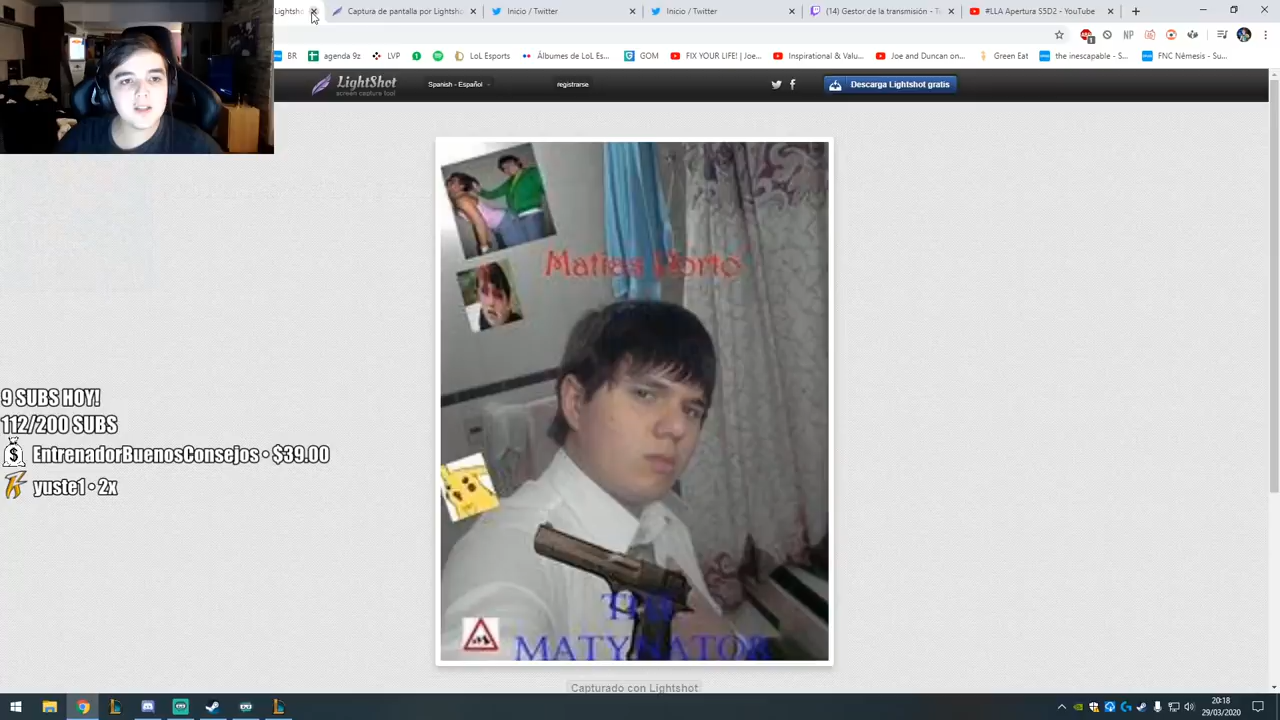 Lightsho
Captura de pantalla por Lightsho
Inicio / Twitter
Inicio / Twitter
(14) Gestor de la transmisión - T
#LLA Apertura S5D2 - YouTube
BR
agenda 9z
LVP
LoL Esports
Álbumes de LoL Es...
GOM
FIX YOUR LIFE! | Joe...
Inspirational & Valu...
Joe and Duncan on...
Green Eat
the inescapable - S...
FNC Némesis - Su...
LightShot
screen capture tool
Spanish - Español
registrarse
Descarga Lightshot gratis
Matias
THE
MATYNATOR
9 SUBS HOY!
112/200 SUBS
EntrenadorBuenosConsejos • $39.00
yuste1 • 2x
Capturado con Lightshot
20:18
29/03/2020